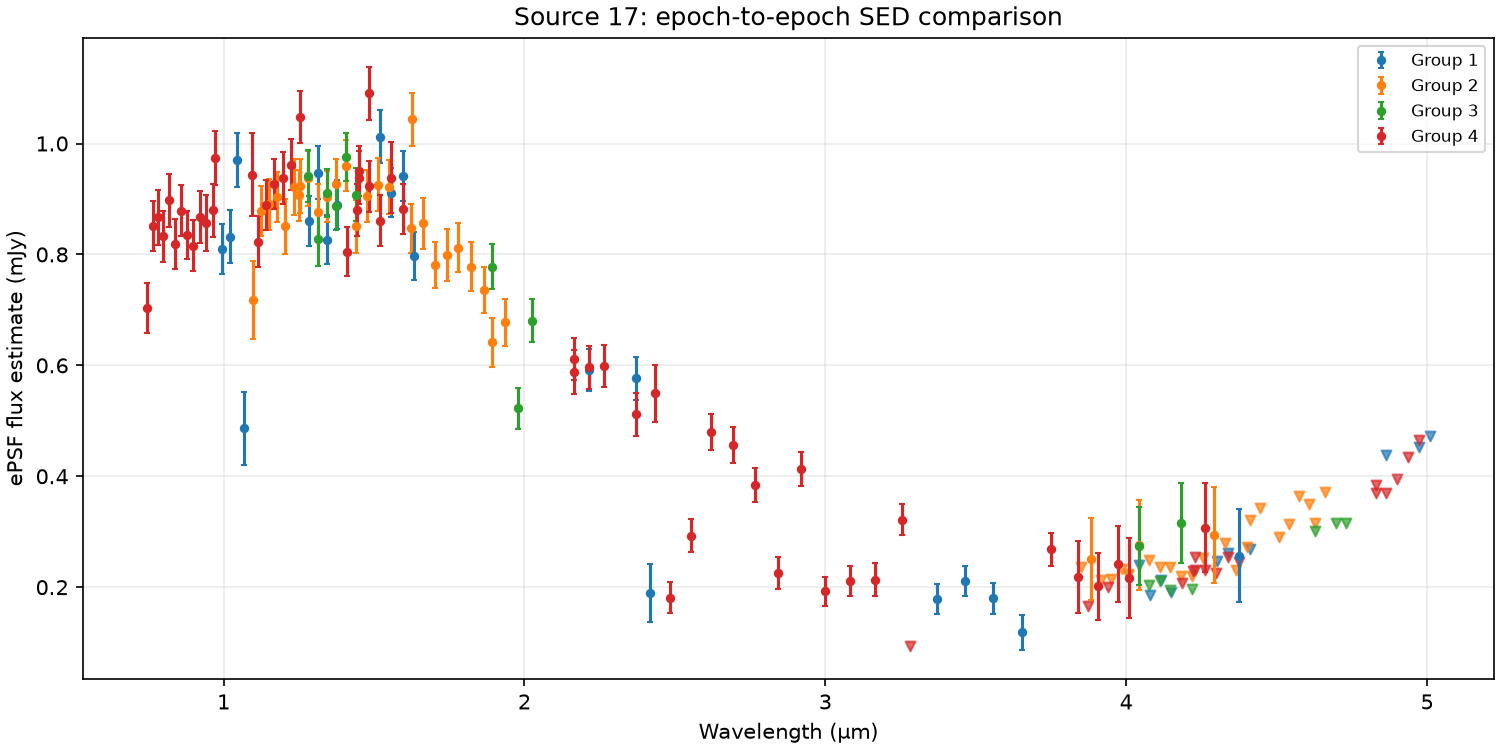 Source 17: epoch-to-epoch SED comparison
Group 1
Group 2
Group 3
Group 4
ePSF flux estimate (mJy)
1.0
0.8
0.6
0.4
0.2
1 2 3 4 5
Wavelength (μm)